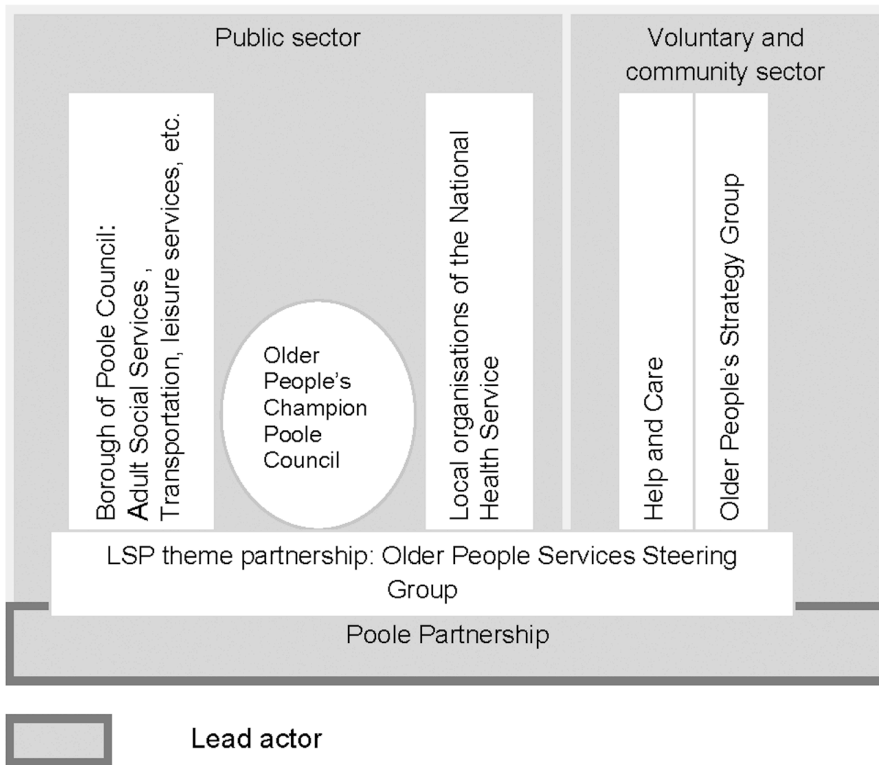 Public sector
Voluntary and
community sector
Borough of Poole Council:
Adult Social Services ,
Transportation, leisure services, etc.
Older
People's
Champion
Poole
Council
Local organisations of the National
Health Service
Help and Care
Older People's Strategy Group
LSP theme partnership: Older People Services Steering
Group
Poole Partnership
Lead actor